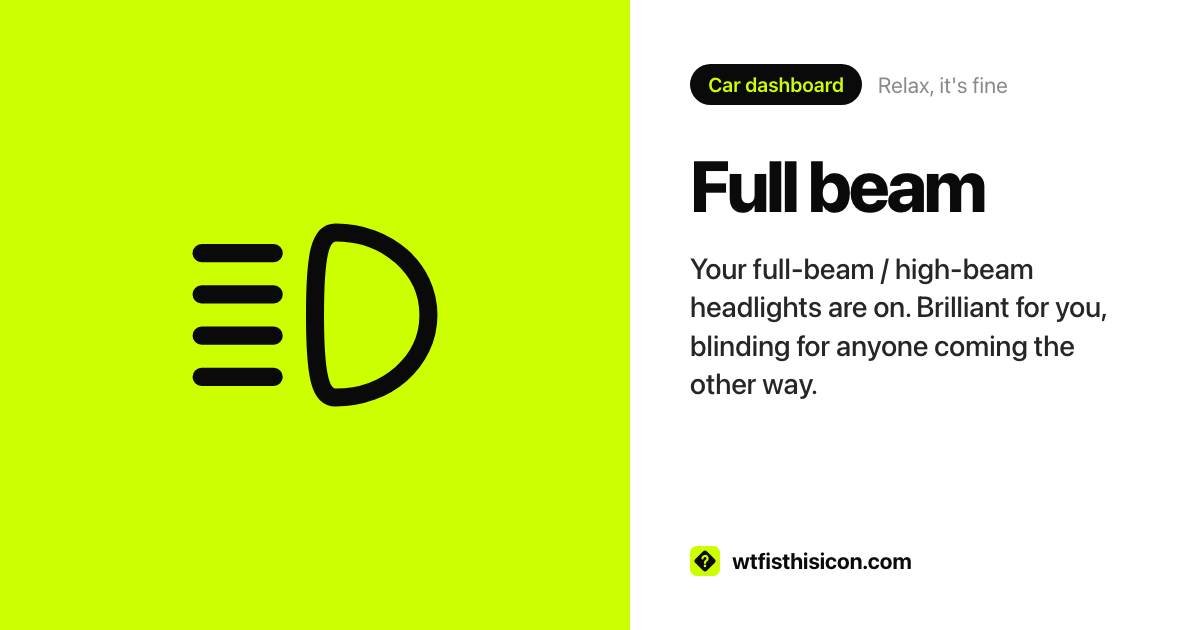 Car dashboard
Relax, it's fine
Full beam
Your full-beam / high-beam
headlights are on. Brilliant for you,
blinding for anyone coming the
other way.
?
wtfisthisicon.com